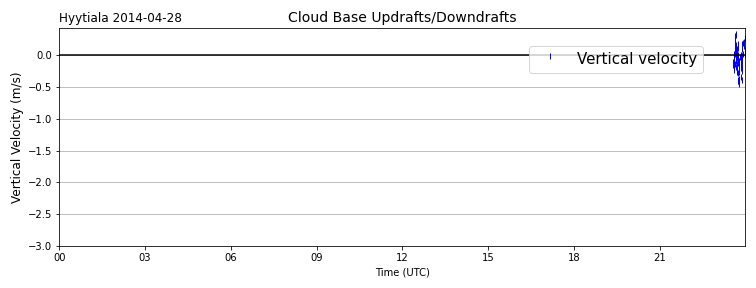 Hyytiala 2014-04-28
Cloud Base Updrafts/Downdrafts
Vertical velocity
Vertical Velocity (m/s)
0.0
−0.5
−1.0
−1.5
−2.0
−2.5
−3.0
00 03 06 09 12 15 18 21
Time (UTC)